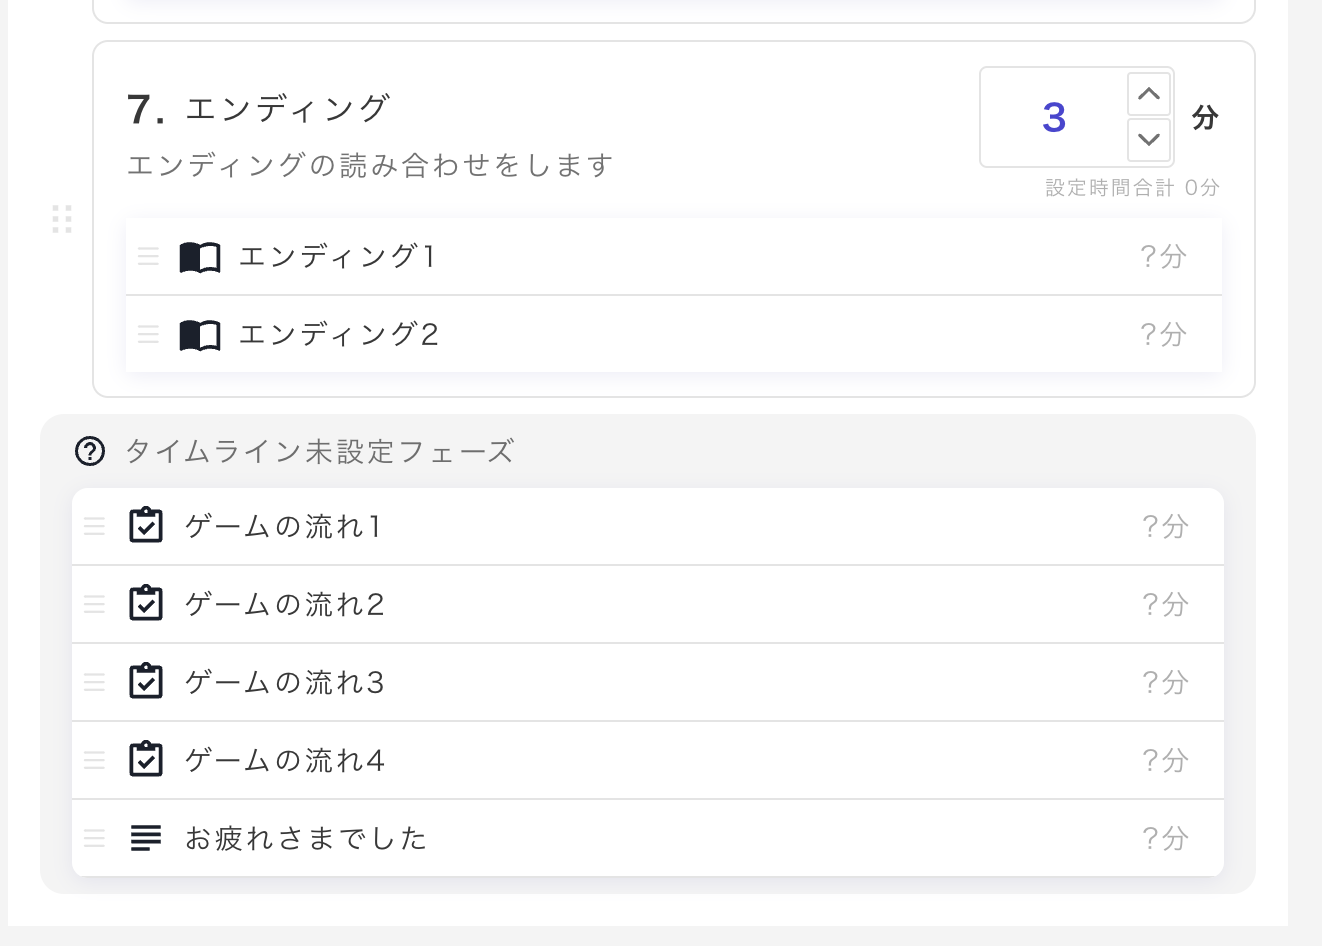 7. エンディング
3 分
エンディングの読み合わせをします
設定時間合計 0分
エンディング1 ?分
エンディング2 ?分
タイムライン未設定フェーズ
ゲームの流れ1 ?分
ゲームの流れ2 ?分
ゲームの流れ3 ?分
ゲームの流れ4 ?分
お疲れさまでした ?分